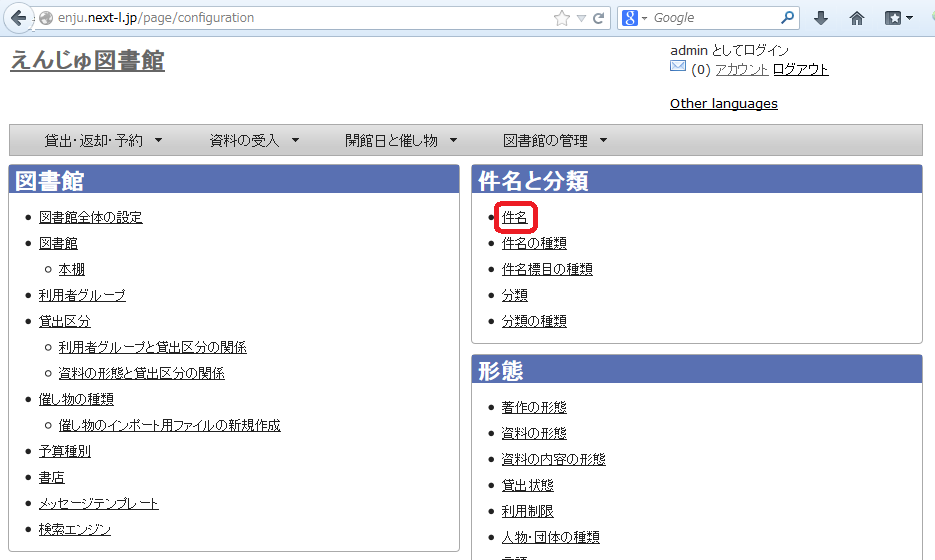 enju.next-l.jp/page/configuration
Google
えんじゅ図書館
admin としてログイン
(0) アカウント ログアウト
Other languages
貸出・返却・予約 資料の受入 開館日と催し物 図書館の管理
図書館
図書館全体の設定
図書館
本棚
利用者グループ
貸出区分
利用者グループと貸出区分の関係
資料の形態と貸出区分の関係
催し物の種類
催し物のインポート用ファイルの新規作成
予算種別
書店
メッセージテンプレート
検索エンジン
件名と分類
件名
件名の種類
件名標目の種類
分類
分類の種類
形態
著作の形態
資料の形態
資料の内容の形態
貸出状態
利用制限
人物・団体の種類